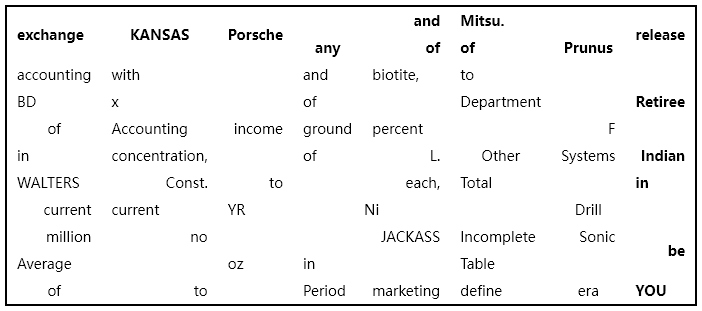 exchange KANSAS Porsche and Mitsu. release
any of of Prunus
accounting with and biotite, to
BD x of Department Retiree
of Accounting income ground percent F
in concentration, of L. Other Systems Indian
WALTERS Const. to each, Total in
current current YR Ni Drill
million no JACKASS Incomplete Sonic be
Average oz in Table
of to Period marketing define era YOU